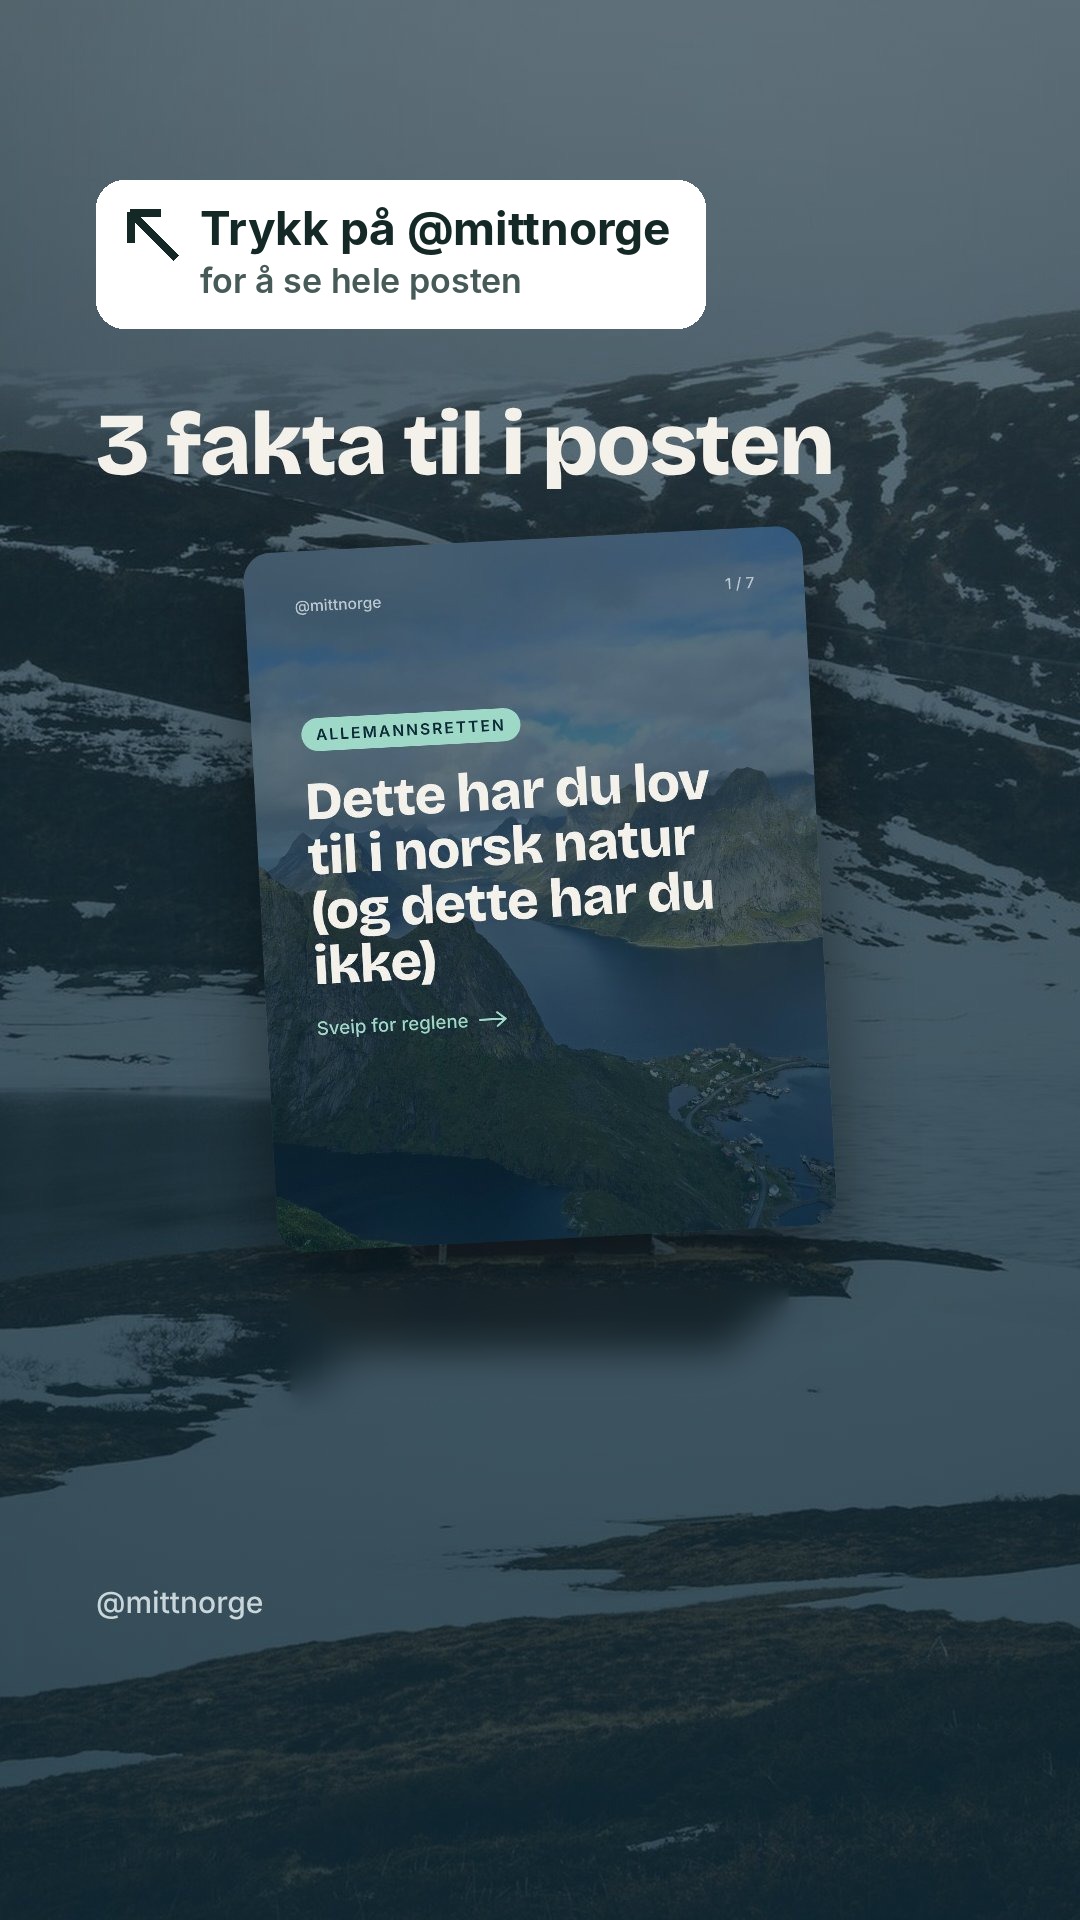 Trykk på @mittnorge
for å se hele posten
3 fakta til i posten
@mittnorge
1 / 7
ALLEMANNSRETTEN
Dette har du lov
til i norsk natur
(og dette har du
ikke)
Sveip for reglene
@mittnorge